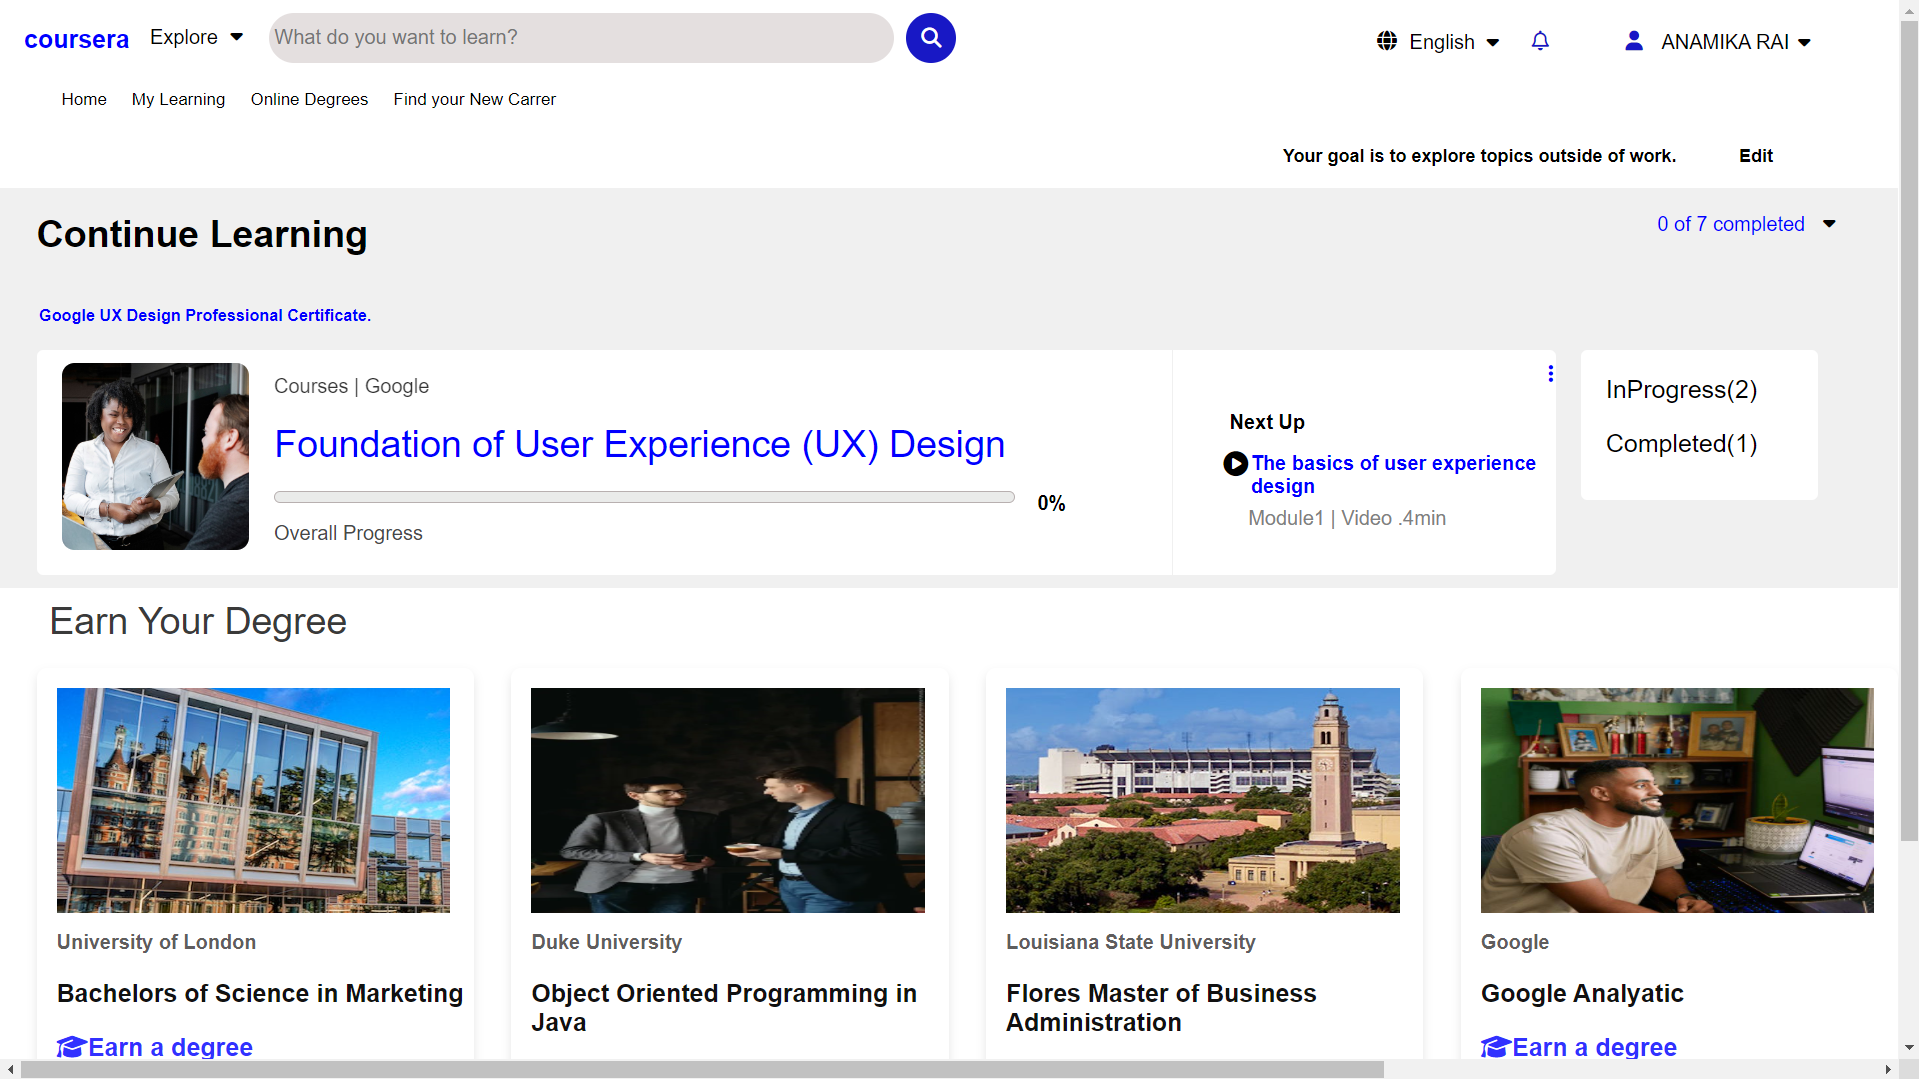 coursera Explore What do you want to learn? English ANAMIKA RAI
Home My Learning Online Degrees Find your New Carrer
Your goal is to explore topics outside of work. Edit
Continue Learning
0 of 7 completed
Google UX Design Professional Certificate.
Courses | Google
Foundation of User Experience (UX) Design
0%
Overall Progress
Next Up
The basics of user experience
design
Module1 | Video .4min
InProgress(2)
Completed(1)
Earn Your Degree
University of London
Bachelors of Science in Marketing
Earn a degree
Duke University
Object Oriented Programming in
Java
Louisiana State University
Flores Master of Business
Administration
Google
Google Analyatic
Earn a degree